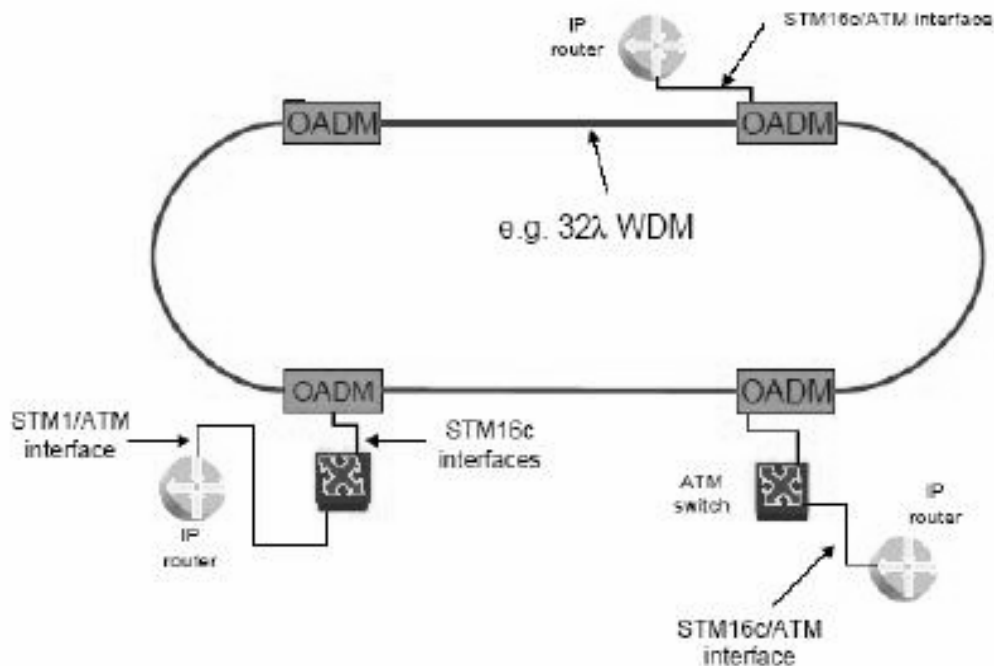 IP
router
STM16c/ATM interface
OADM
OADM
e.g. 32λ WDM
OADM
OADM
STM1/ATM
interface
STM16c
interfaces
ATM
switch
IP
router
IP
router
STM16c/ATM
interface